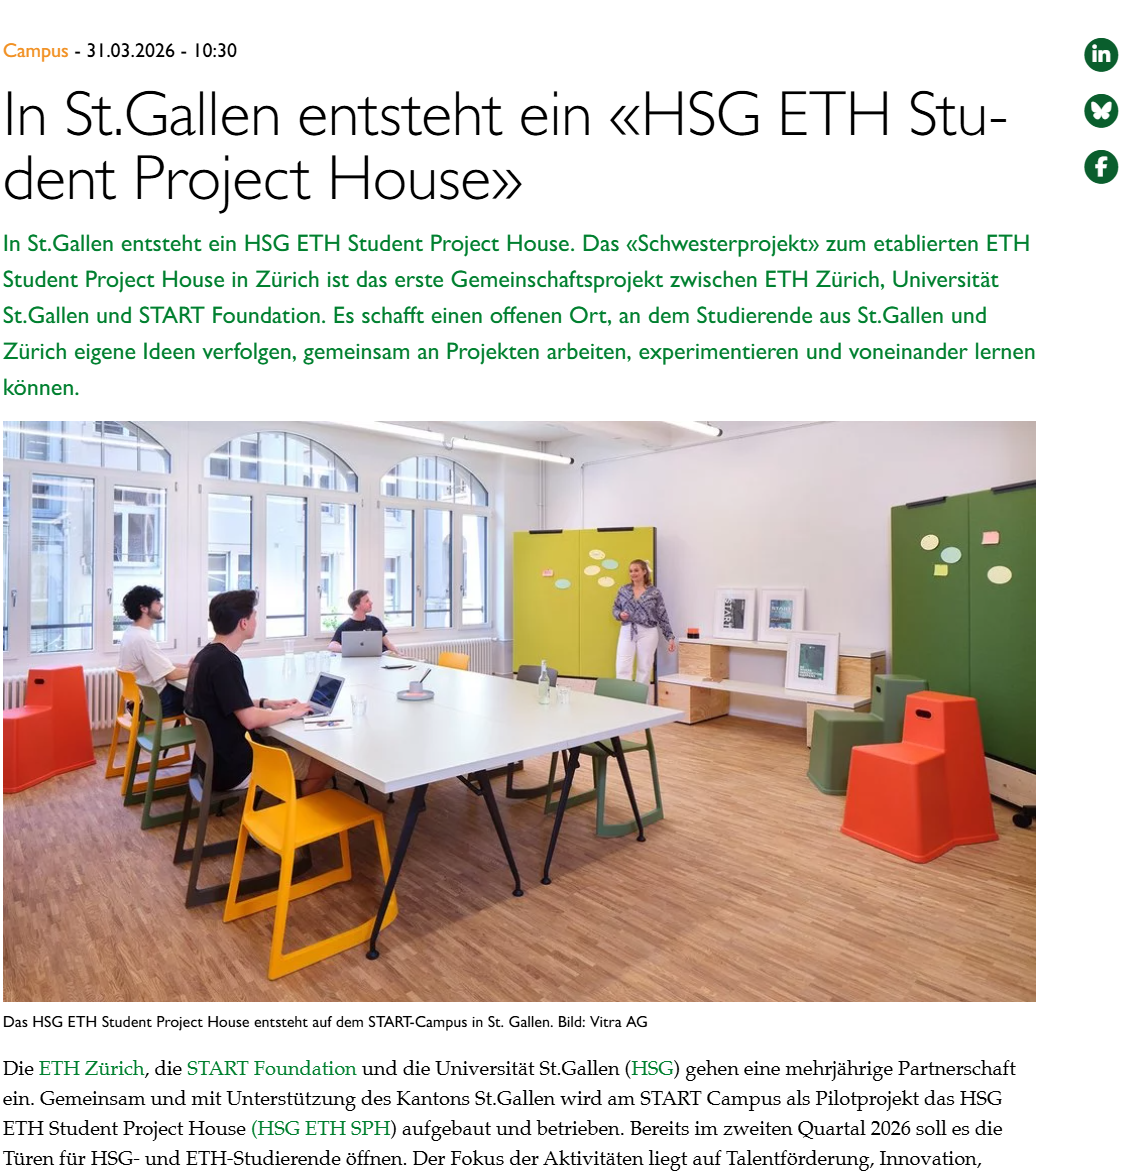 Campus - 31.03.2026 - 10:30
In St.Gallen entsteht ein «HSG ETH Stu-
dent Project House»
In St.Gallen entsteht ein HSG ETH Student Project House. Das «Schwesterprojekt» zum etablierten ETH
Student Project House in Zürich ist das erste Gemeinschaftsprojekt zwischen ETH Zürich, Universität
St.Gallen und START Foundation. Es schafft einen offenen Ort, an dem Studierende aus St.Gallen und
Zürich eigene Ideen verfolgen, gemeinsam an Projekten arbeiten, experimentieren und voneinander lernen
können.
START
Das HSG ETH Student Project House entsteht auf dem START-Campus in St. Gallen. Bild: Vitra AG
Die ETH Zürich, die START Foundation und die Universität St.Gallen (HSG) gehen eine mehrjährige Partnerschaft
ein. Gemeinsam und mit Unterstützung des Kantons St.Gallen wird am START Campus als Pilotprojekt das HSG
ETH Student Project House (HSG ETH SPH) aufgebaut und betrieben. Bereits im zweiten Quartal 2026 soll es die
Türen für HSG- und ETH-Studierende öffnen. Der Fokus der Aktivitäten liegt auf Talentförderung, Innovation,